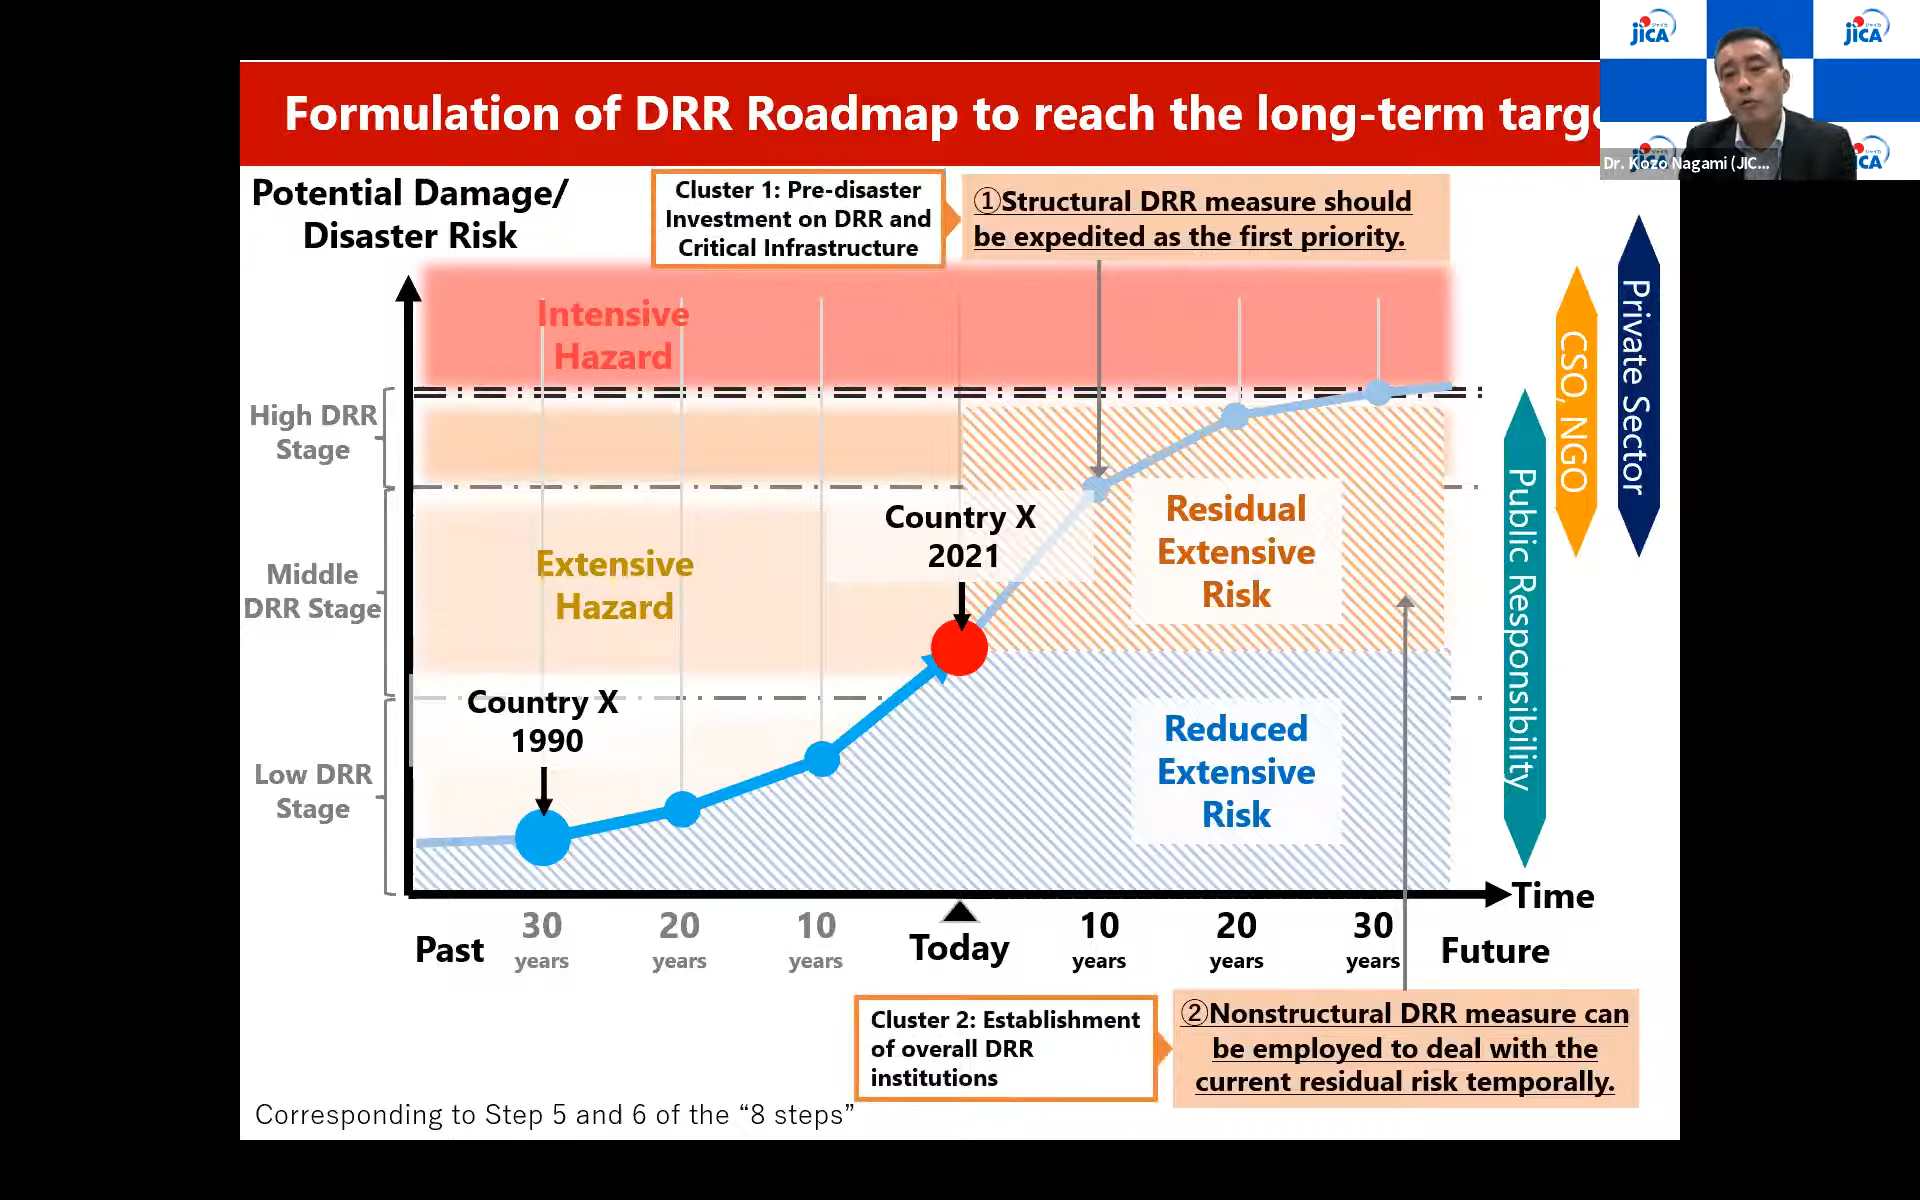 Formulation of DRR Roadmap to reach the long-term targe
JICA
JICA
JICA
CA
Dr. Kozo Nagami (JIC...
Potential Damage/
Disaster Risk
Cluster 1: Pre-disaster
Investment on DRR and
Critical Infrastructure
①Structural DRR measure should
be expedited as the first priority.
Intensive
Hazard
High DRR
Stage
Middle
DRR Stage
Low DRR
Stage
Extensive
Hazard
Country X
2021
Country X
1990
Residual
Extensive
Risk
Reduced
Extensive
Risk
Public Responsibility
CSO, NGO
Private Sector
Time
Past
30
years
20
years
10
years
Today
10
years
20
years
30
years
Future
Cluster 2: Establishment
of overall DRR
institutions
②Nonstructural DRR measure can
be employed to deal with the
current residual risk temporally.
Corresponding to Step 5 and 6 of the “8 steps”